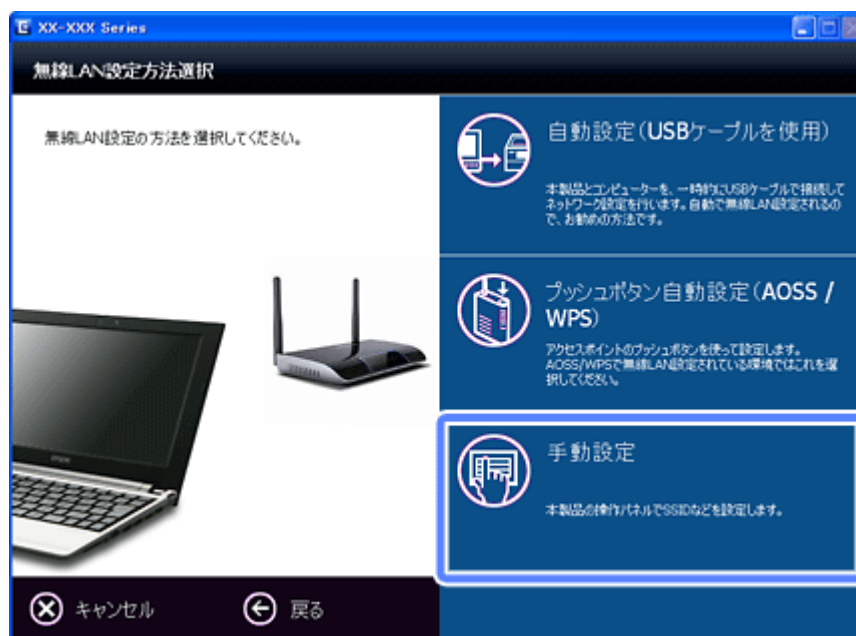 XX-XXX Series
無線LAN設定方法選択
無線LAN設定の方法を選択してください。
自動設定(USBケーブルを使用)
本製品とコンピューターを、一時的にUSBケーブルで接続して
ネットワーク設定を行います。自動で無線LAN設定されるの
で、お勧めの方法です。
プッシュボタン自動設定(AOSS /
WPS)
アクセスポイントのプッシュボタンを使って設定します。
AOSS/WPSで無線LAN設定されている環境ではこれを選
択してください。
手動設定
本製品の操作パネルでSSIDなどを設定します。
EPSON
キャンセル
戻る